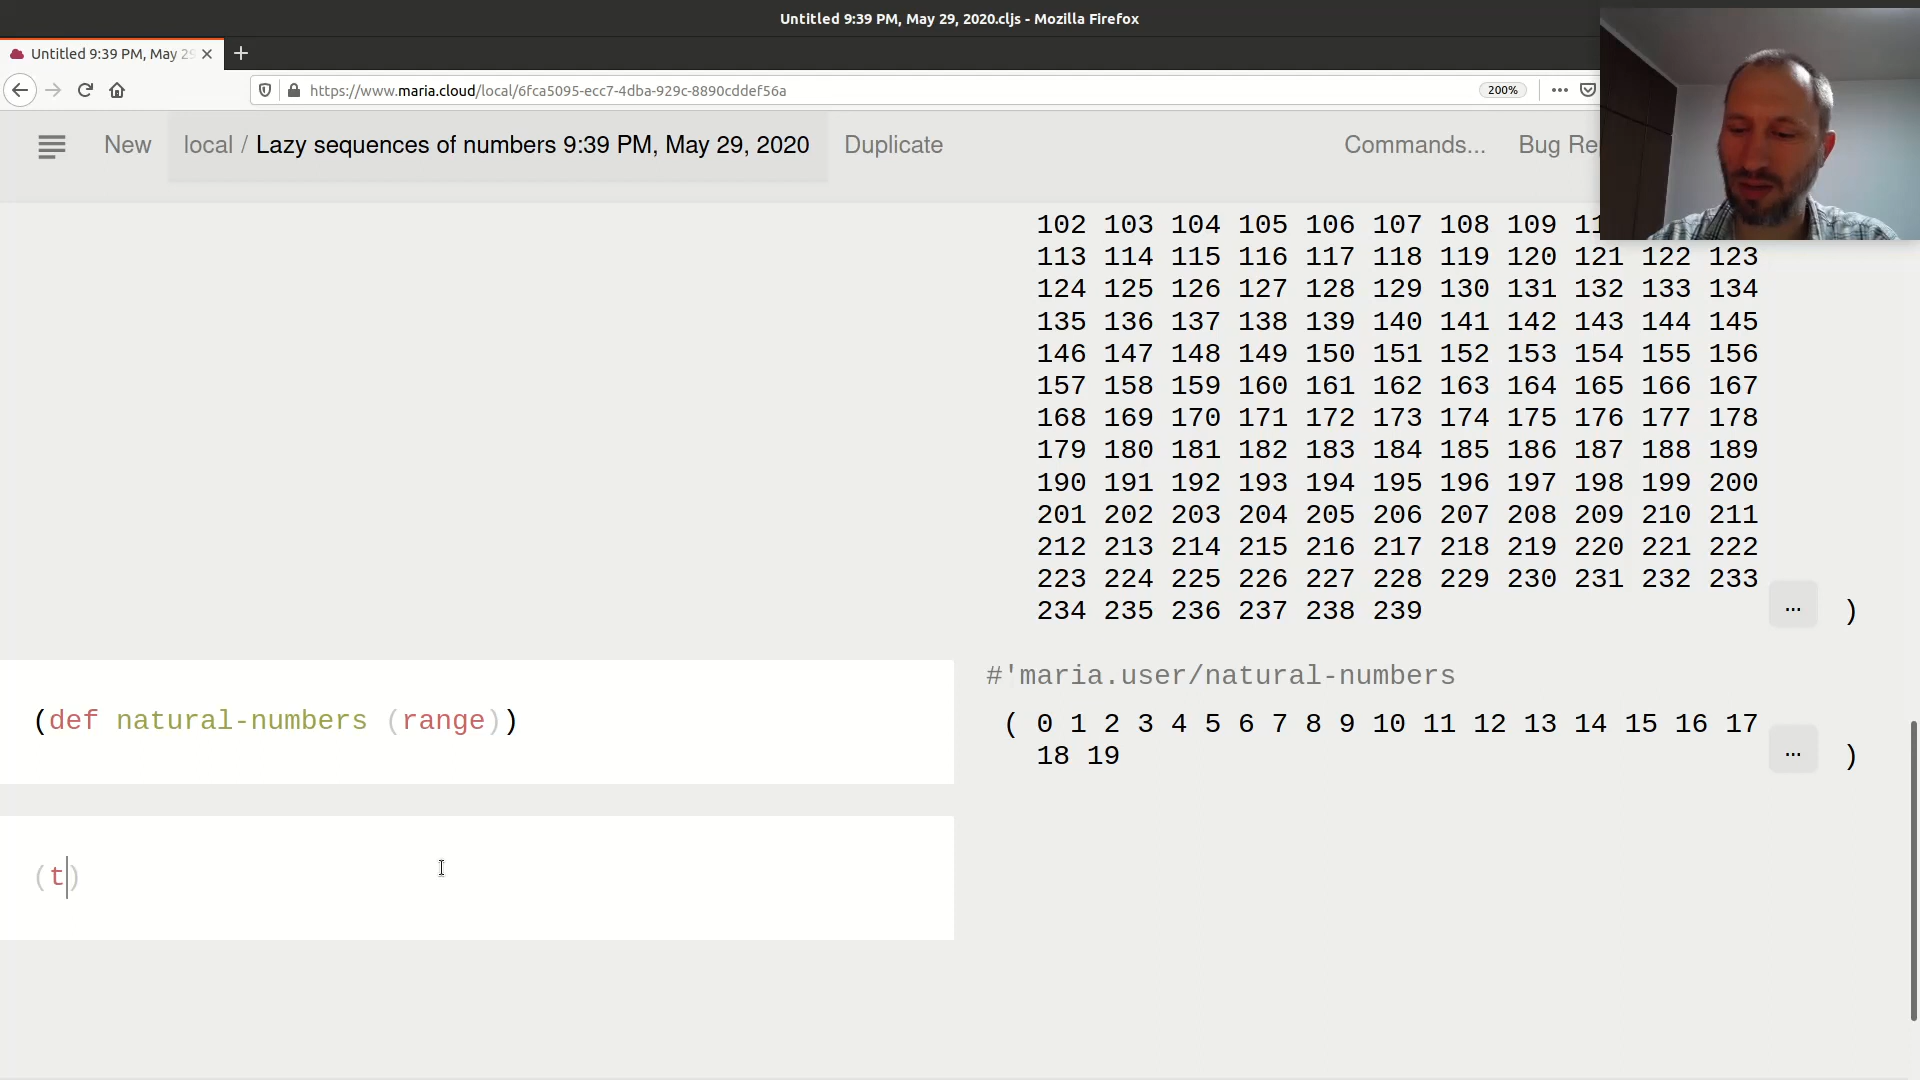 Untitled 9:39 PM, May 29, 2020.cljs - Mozilla Firefox
Untitled 9:39 PM, May 29
https://www.maria.cloud/local/6fca5095-ecc7-4dba-929c-8890cddef56a
200%
New
local / Lazy sequences of numbers 9:39 PM, May 29, 2020
Duplicate
Commands...
Bug Re
102 103 104 105 106 107 108 109 11
113 114 115 116 117 118 119 120 121 122 123
124 125 126 127 128 129 130 131 132 133 134
135 136 137 138 139 140 141 142 143 144 145
146 147 148 149 150 151 152 153 154 155 156
157 158 159 160 161 162 163 164 165 166 167
168 169 170 171 172 173 174 175 176 177 178
179 180 181 182 183 184 185 186 187 188 189
190 191 192 193 194 195 196 197 198 199 200
201 202 203 204 205 206 207 208 209 210 211
212 213 214 215 216 217 218 219 220 221 222
223 224 225 226 227 228 229 230 231 232 233
234 235 236 237 238 239 ... )
(def natural-numbers (range))
#'maria.user/natural-numbers
( 0 1 2 3 4 5 6 7 8 9 10 11 12 13 14 15 16 17
18 19 ... )
(t)